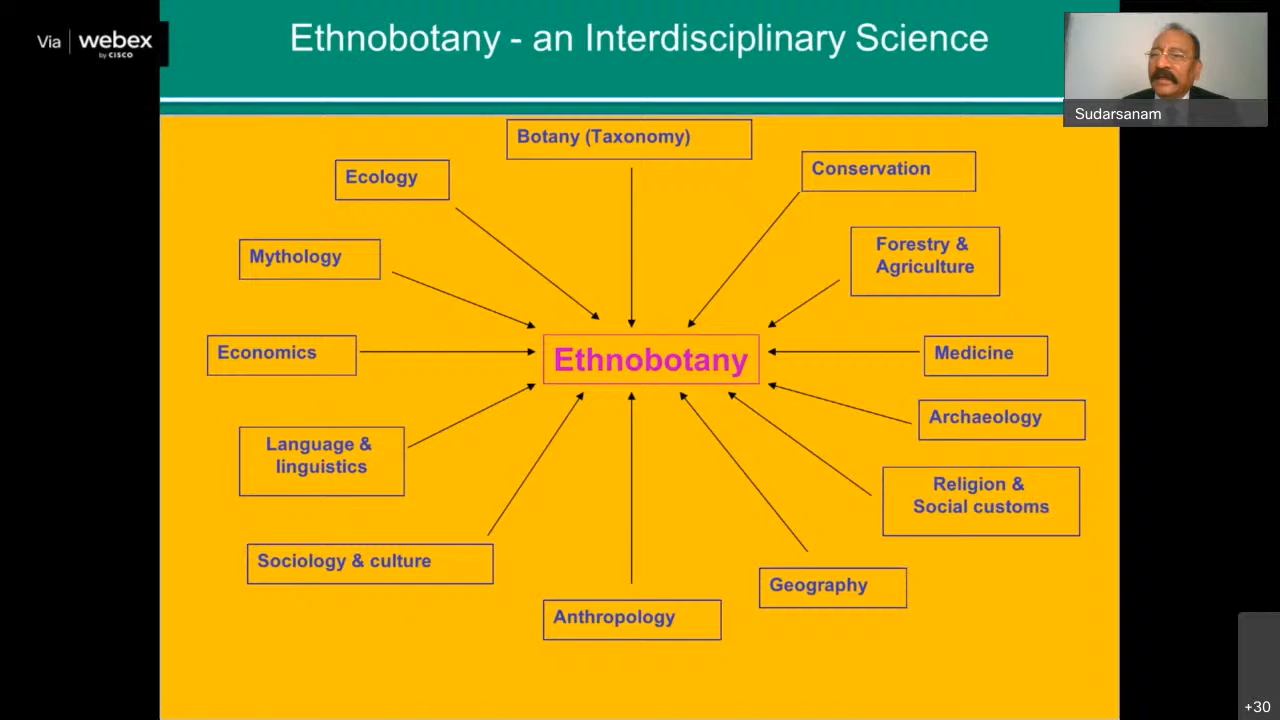 Via | webex
by CISCO
Ethnobotany - an Interdisciplinary Science
Sudarsanam
Botany (Taxonomy)
Ecology
Conservation
Mythology
Forestry &
Agriculture
Economics
Ethnobotany
Medicine
Archaeology
Language &
linguistics
Religion &
Social customs
Sociology & culture
Geography
Anthropology
+30